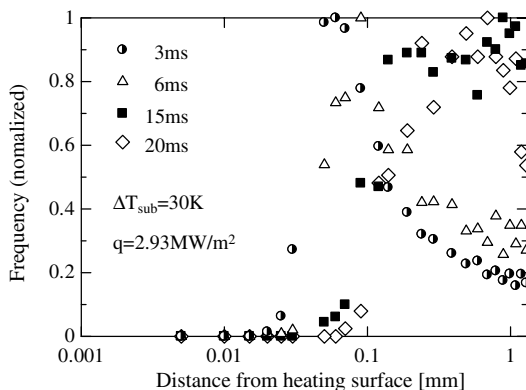 1
0.8
0.6
0.4
0.2
0
Frequency (nomalized)
3ms
6ms
15ms
20ms
ΔT_sub=30K
q=2.93MW/m²
0.001 0.01 0.1 1
Distance from heating surface [mm]